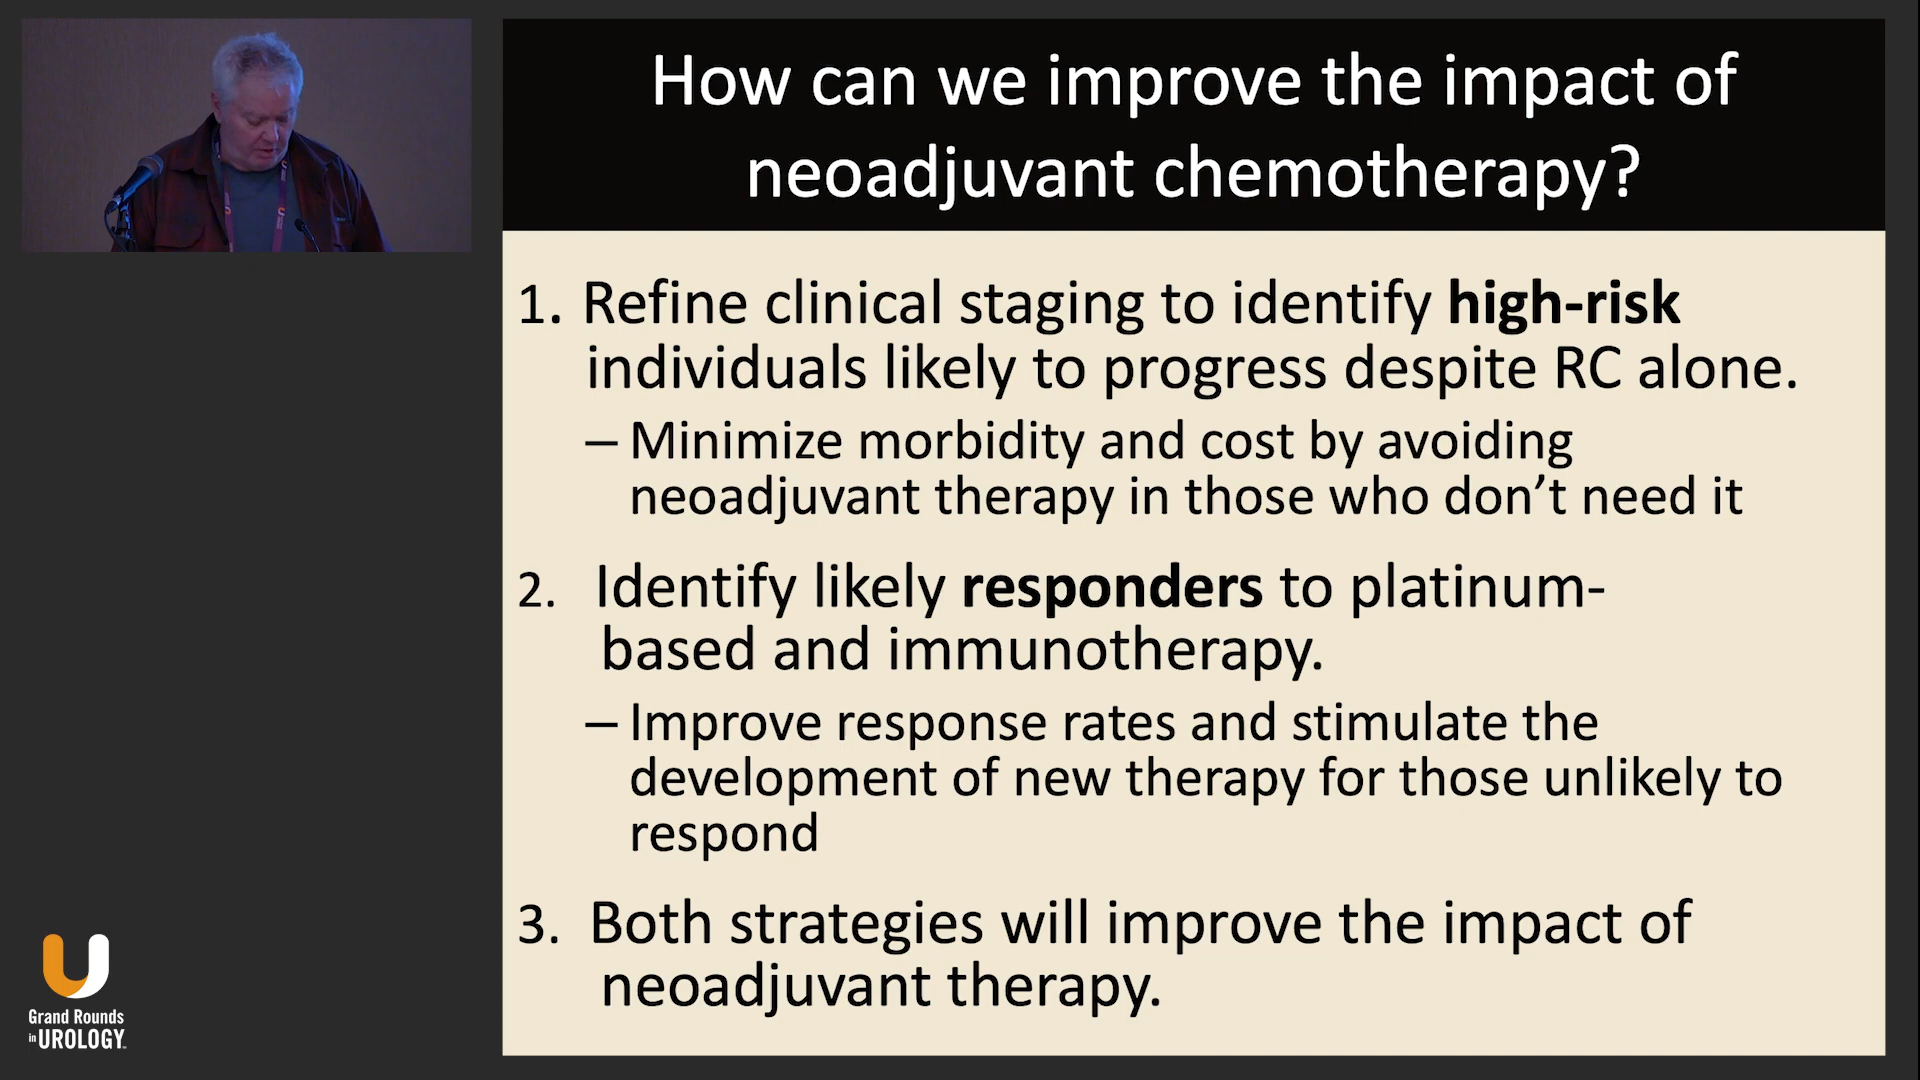 How can we improve the impact of
neoadjuvant chemotherapy?
1. Refine clinical staging to identify high-risk
individuals likely to progress despite RC alone.
– Minimize morbidity and cost by avoiding
neoadjuvant therapy in those who don’t need it
2. Identify likely responders to platinum-
based and immunotherapy.
– Improve response rates and stimulate the
development of new therapy for those unlikely to
respond
3. Both strategies will improve the impact of
neoadjuvant therapy.
Grand Rounds
in UROLOGY